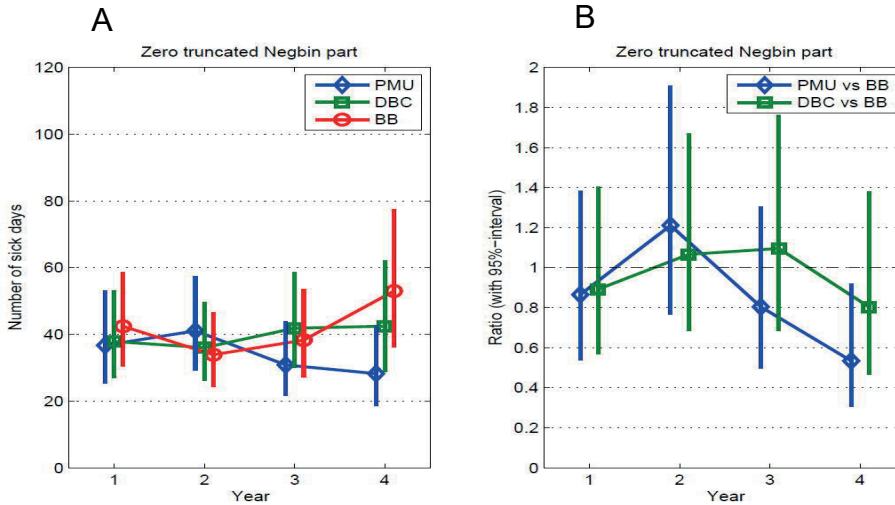 A
Zero truncated Negbin part
Number of sick days
120
100
80
60
40
20
0
PMU
DBC
BB
1 2 3 4
Year
B
Zero truncated Negbin part
Ratio (with 95%-interval)
2
1.8
1.6
1.4
1.2
1
0.8
0.6
0.4
0.2
0
PMU vs BB
DBC vs BB
1 2 3 4
Year